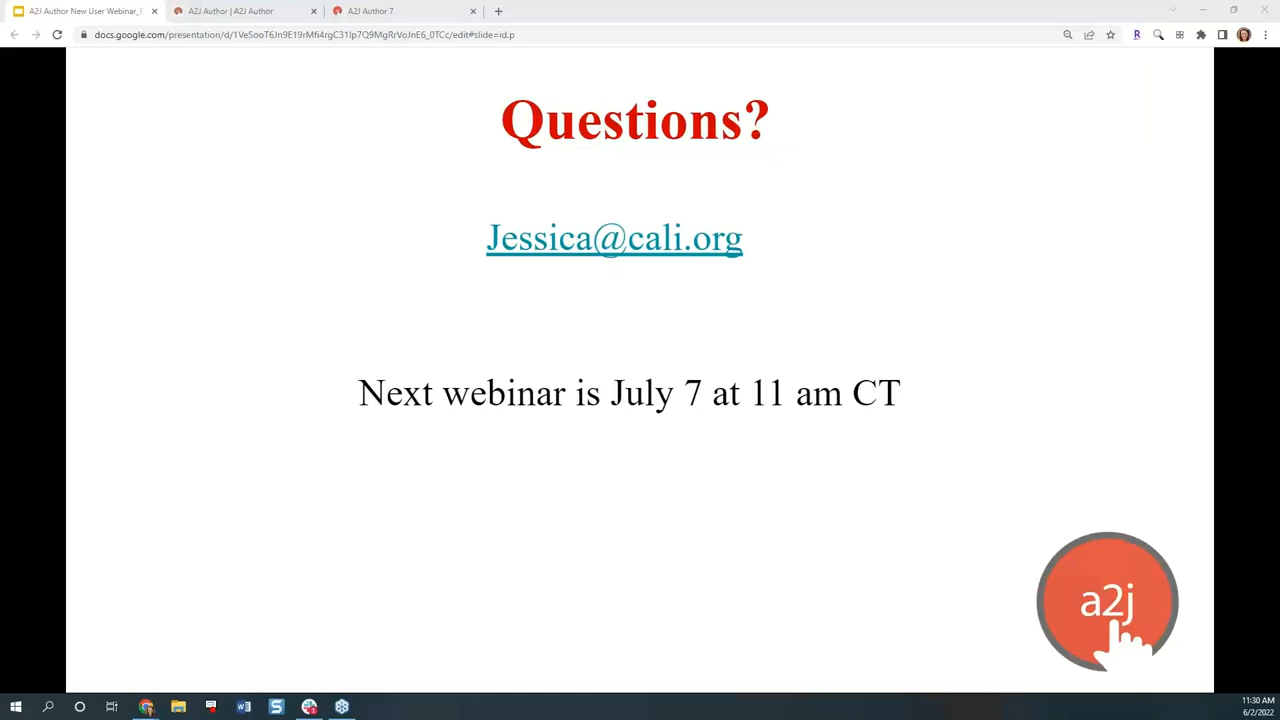 A2J Author New User Webinar_E
A2J Author | A2J Author
A2J Author 7
docs.google.com/presentation/d/1VeSooT6Jn9E19rMfi4rgC31lp7Q9MgRrVoJnE6_0TCc/edit#slide=id.p
Questions?
Jessica@cali.org
Next webinar is July 7 at 11 am CT
a2j
11:30 AM
6/2/2022